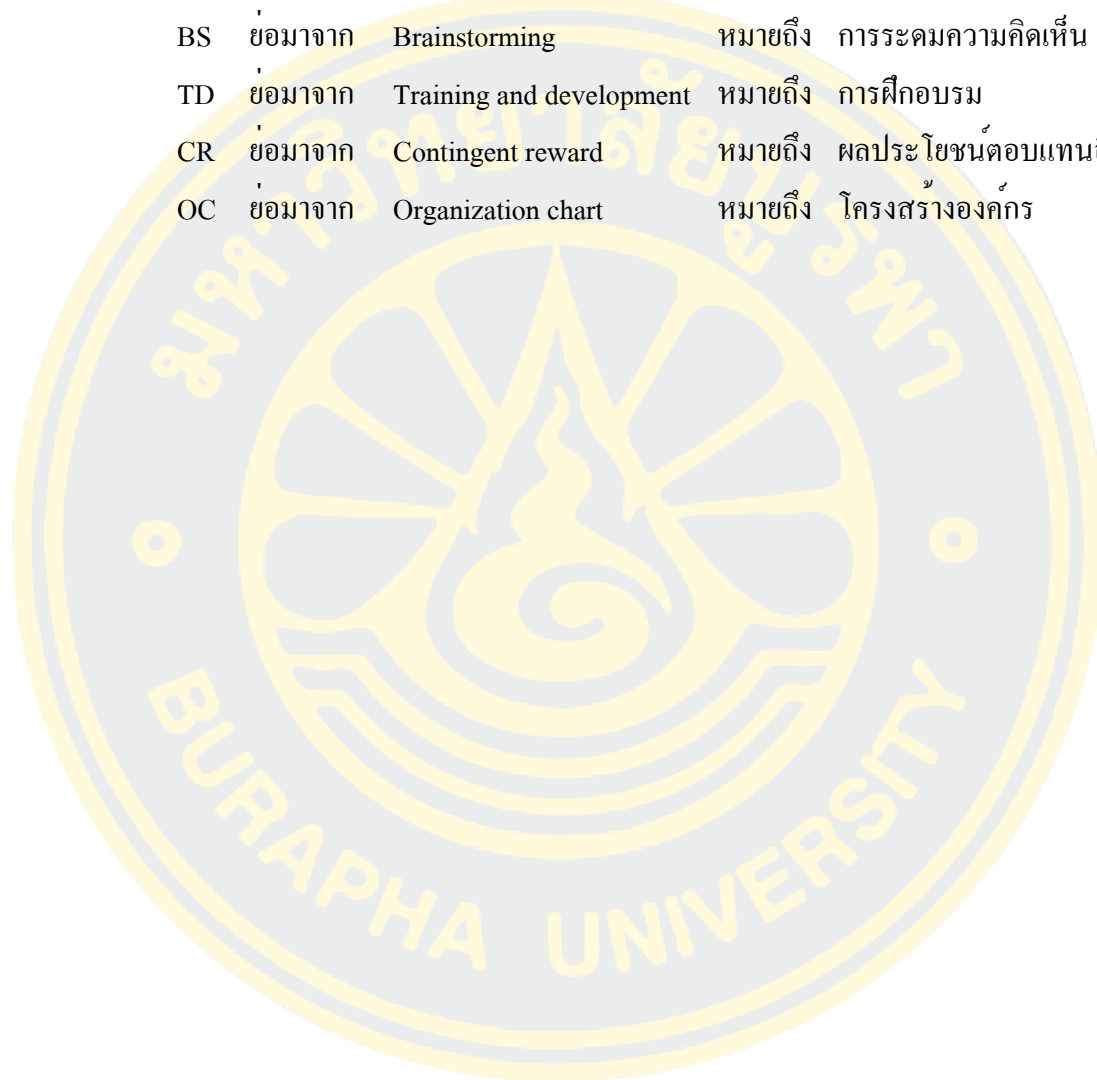 BS ย่อมาจาก Brainstorming หมายถึง การระดมความคิดเห็น
TD ย่อมาจาก Training and development หมายถึง การฝึกอบรม
CR ย่อมาจาก Contingent reward หมายถึง ผลประโยชน์ตอบแทน
OC ย่อมาจาก Organization chart หมายถึง โครงสร้างองค์กร
มหาวิทยาลัยบูรพา
BURAPHA UNIVERSITY